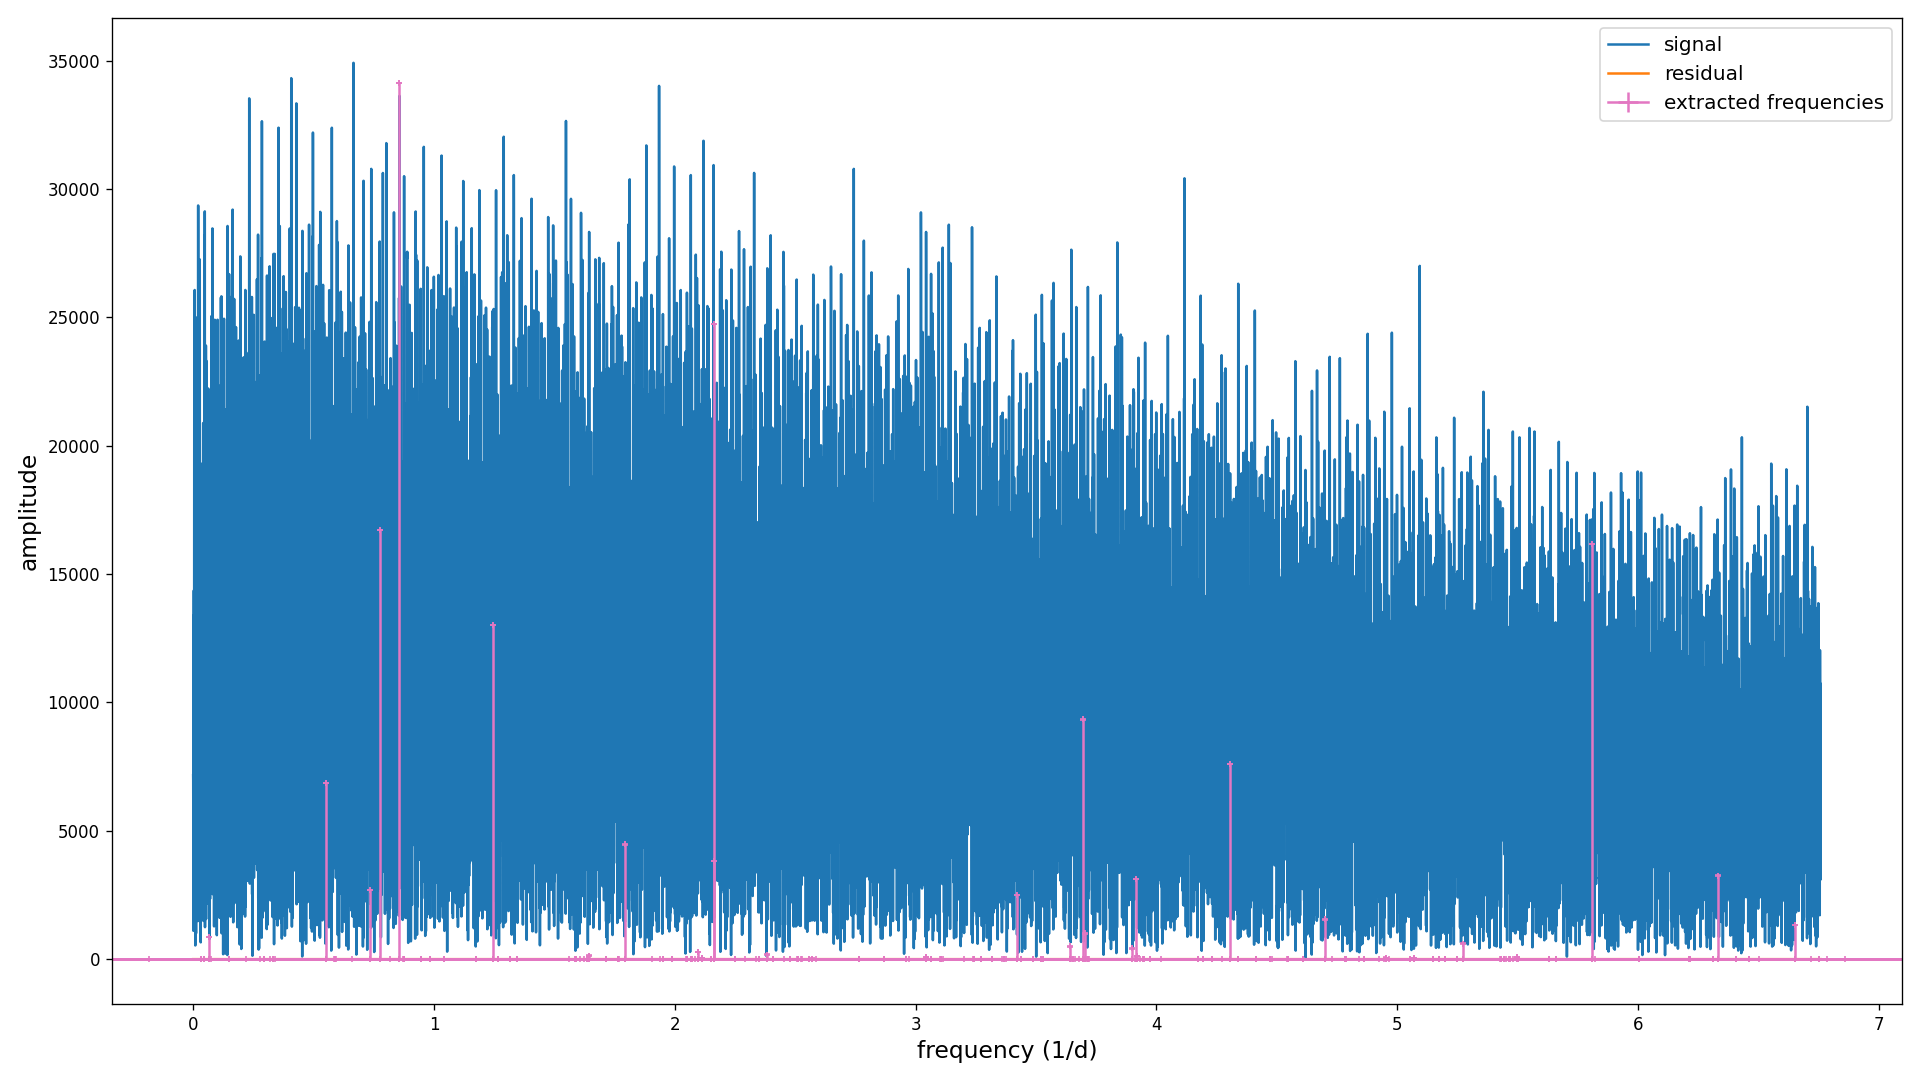 signal
residual
extracted frequencies
35000
30000
25000
20000
15000
10000
5000
0
amplitude
0 1 2 3 4 5 6 7
frequency (1/d)